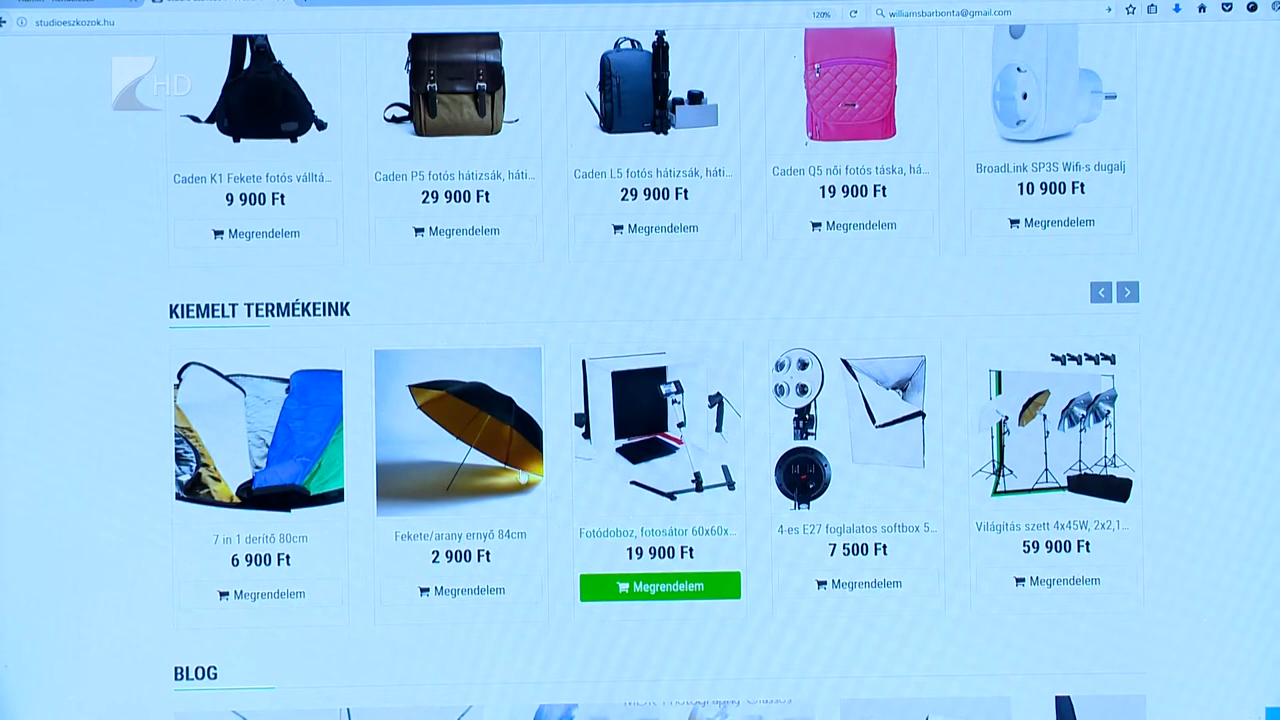 studioeszkozok.hu
120%
williamsbarbonta@gmail.com
HD
Caden K1 Fekete fotós válltá...
9 900 Ft
Megrendelem
Caden P5 fotós hátizsák, háti...
29 900 Ft
Megrendelem
Caden L5 fotós hátizsák, háti...
29 900 Ft
Megrendelem
Caden Q5 női fotós táska, há...
19 900 Ft
Megrendelem
BroadLink SP3S Wifi-s dugalj
10 900 Ft
Megrendelem
KIEMELT TERMÉKEINK
7 in 1 derítő 80cm
6 900 Ft
Megrendelem
Fekete/arany ernyő 84cm
2 900 Ft
Megrendelem
Fotódoboz, fotosátor 60x60x...
19 900 Ft
Megrendelem
4-es E27 foglalatos softbox 5...
7 500 Ft
Megrendelem
Világítás szett 4x45W, 2x2,1...
59 900 Ft
Megrendelem
BLOG